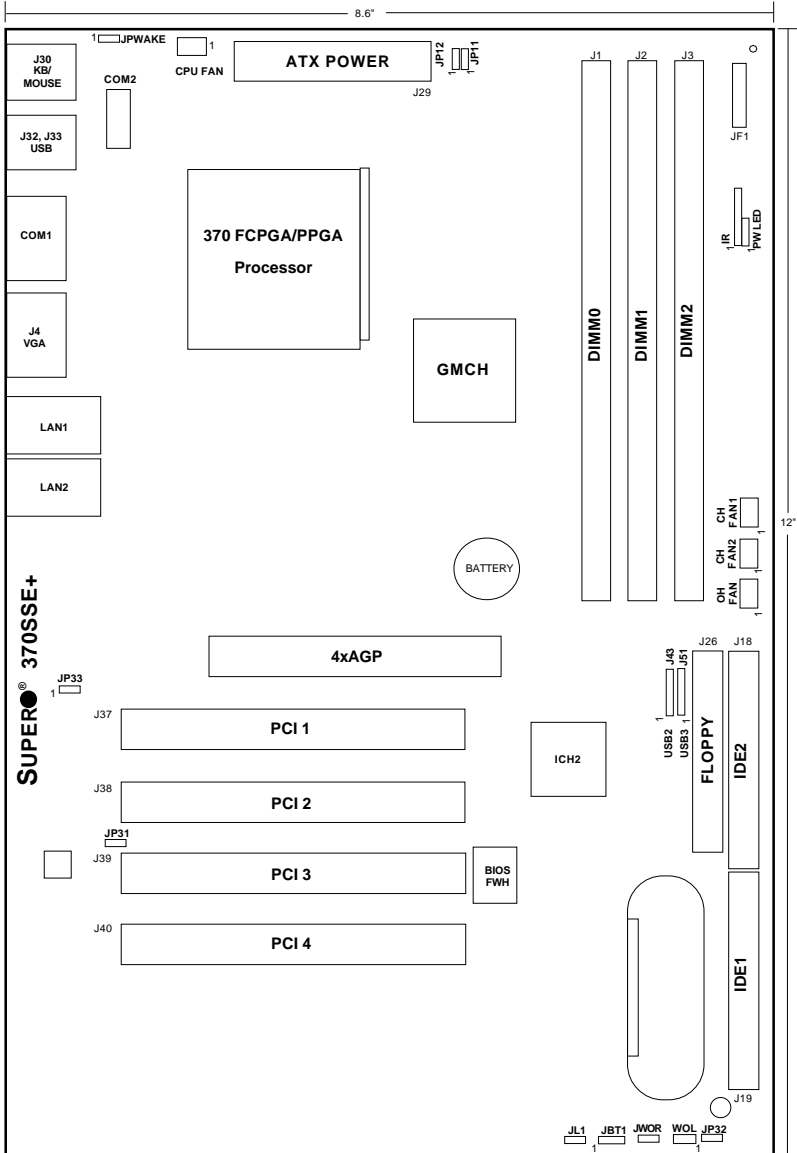 8.6"
1 JPWAKE
1
CPU FAN
ATX POWER
J29
JP12
1
JP11
1
J1
J2
J3
JF1
J30
KB/
MOUSE
COM2
J32, J33
USB
COM1
370 FCPGA/PPGA
Processor
IR
1
PW LED
1
J4
VGA
GMCH
DIMM0
DIMM1
DIMM2
LAN1
LAN2
CH
FAN1
1
12"
CH
FAN2
1
OH
FAN
1
BATTERY
SUPER® 370SSE+
4xAGP
JP33
1
J43
J51
J26
J18
1
1
USB2
USB3
FLOPPY
IDE2
J37
PCI 1
ICH2
J38
PCI 2
JP31
J39
PCI 3
BIOS
FWH
J40
PCI 4
IDE1
J19
JL1
JBT1
1
JWOR
WOL
1
JP32